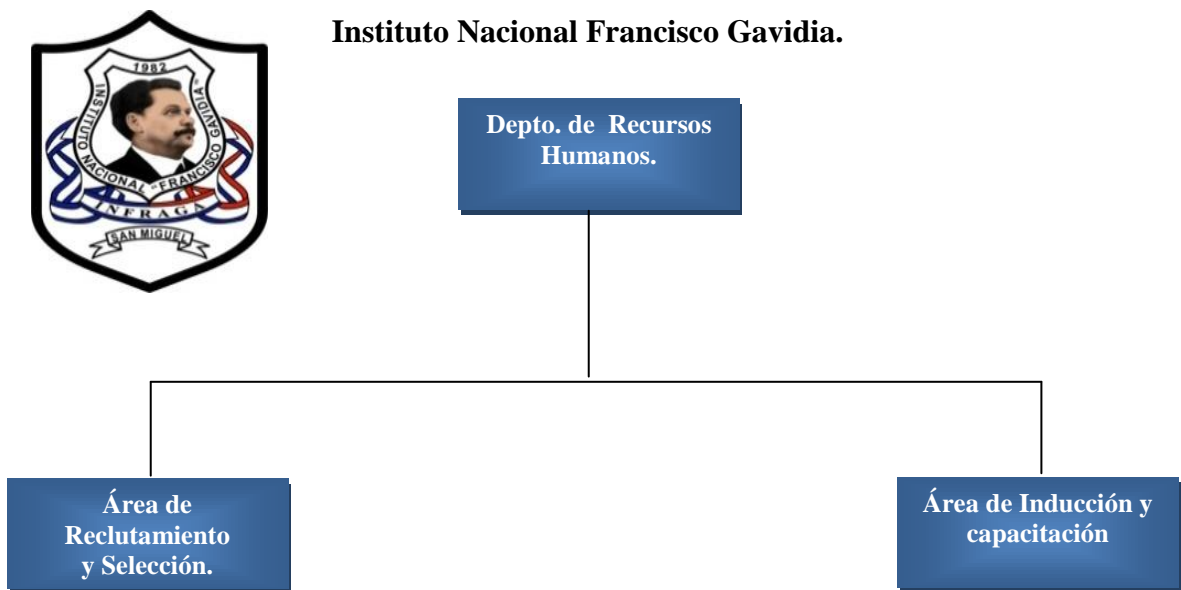 Instituto Nacional Francisco Gavidia.
1982
INSTITUTO NACIONAL "FRANCISCO GAVIDIA"
INFRAGA
SAN MIGUEL
Depto. de Recursos
Humanos.
Área de
Reclutamiento
y Selección.
Área de Inducción y
capacitación